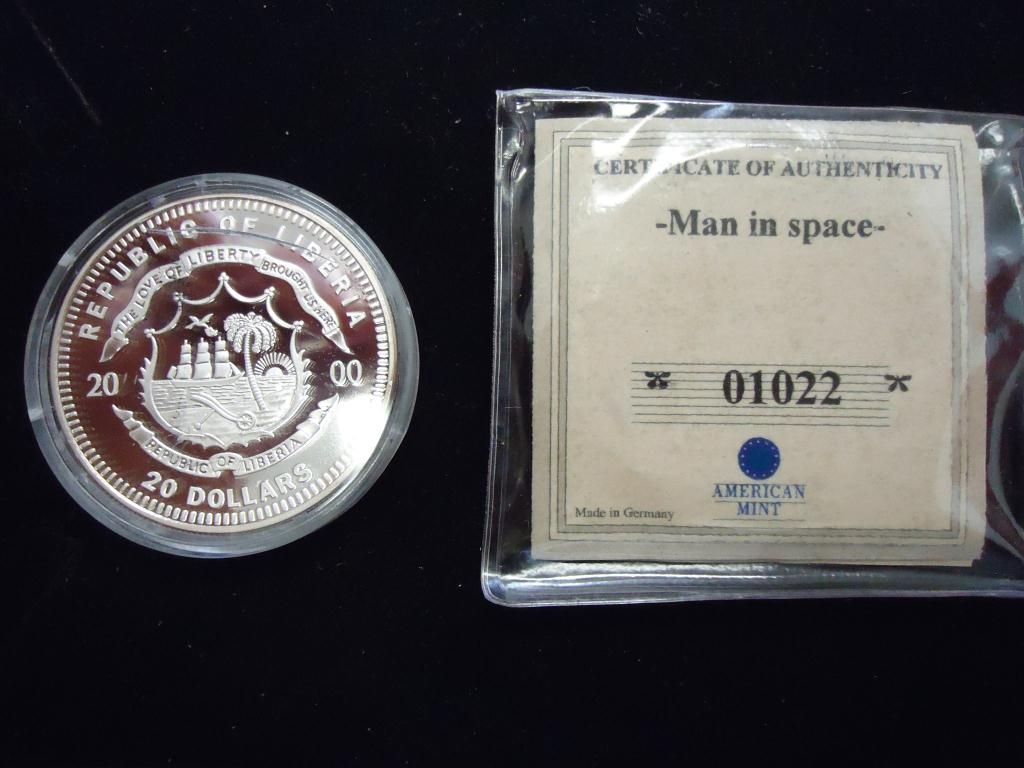 REPUBLIC OF LIBERIA
THE LOVE OF LIBERTY BROUGHT US HERE
20 00
REPUBLIC OF LIBERIA
20 DOLLARS
CERTIFICATE OF AUTHENTICITY
-Man in space-
01022
AMERICAN
MINT
Made in Germany